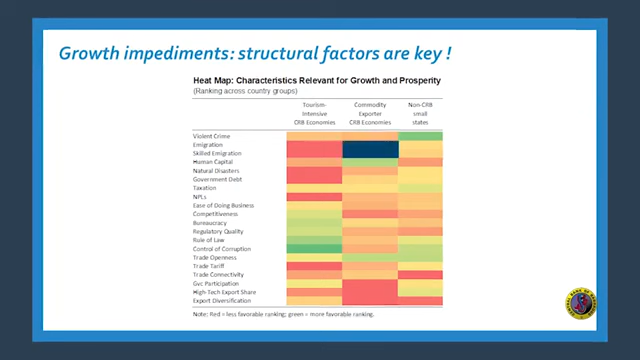 Growth impediments: structural factors are key !
Heat Map: Characteristics Relevant for Growth and Prosperity
(Ranking across country groups)
Tourism-
Intensive
CRB Economies
Commodity
Exporter
CRB Economies
Non-CRB
small
states
Violent Crime
Emigration
Skilled Emigration
Human Capital
Natural Disasters
Government Debt
Taxation
NPLs
Ease of Doing Business
Competitiveness
Bureaucracy
Regulatory Quality
Rule of Law
Control of Corruption
Trade Openness
Trade Tariff
Trade Connectivity
Gvc Participation
High-Tech Export Share
Export Diversification
Note: Red = less favorable ranking; green = more favorable ranking.